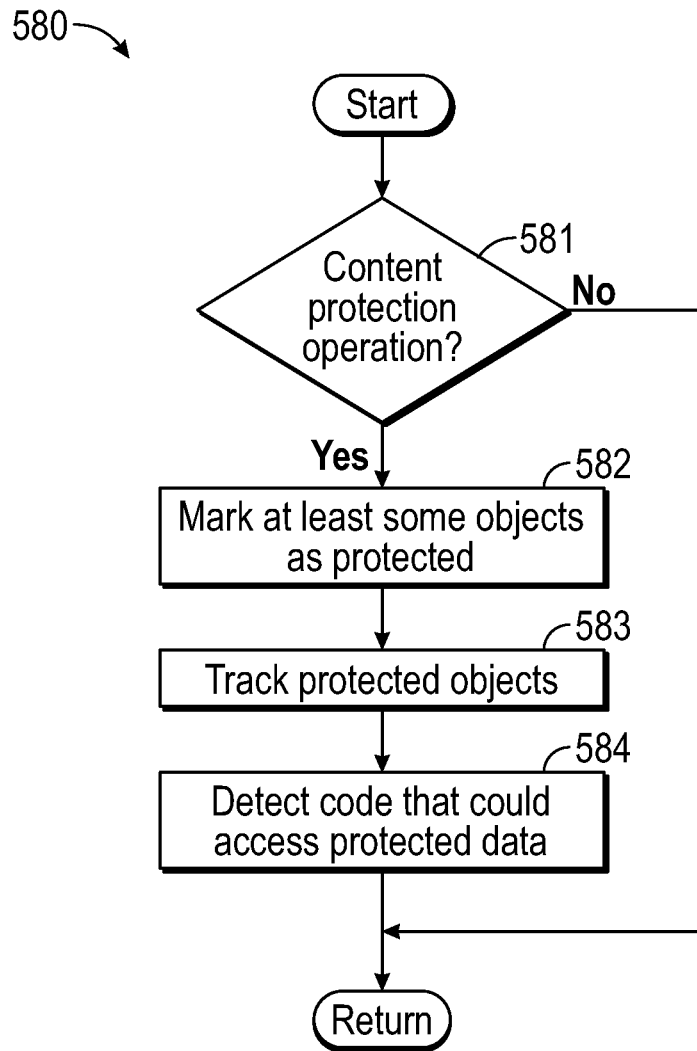 580
Start
581
Content
protection
operation?
No
Yes
582
Mark at least some objects
as protected
583
Track protected objects
584
Detect code that could
access protected data
Return